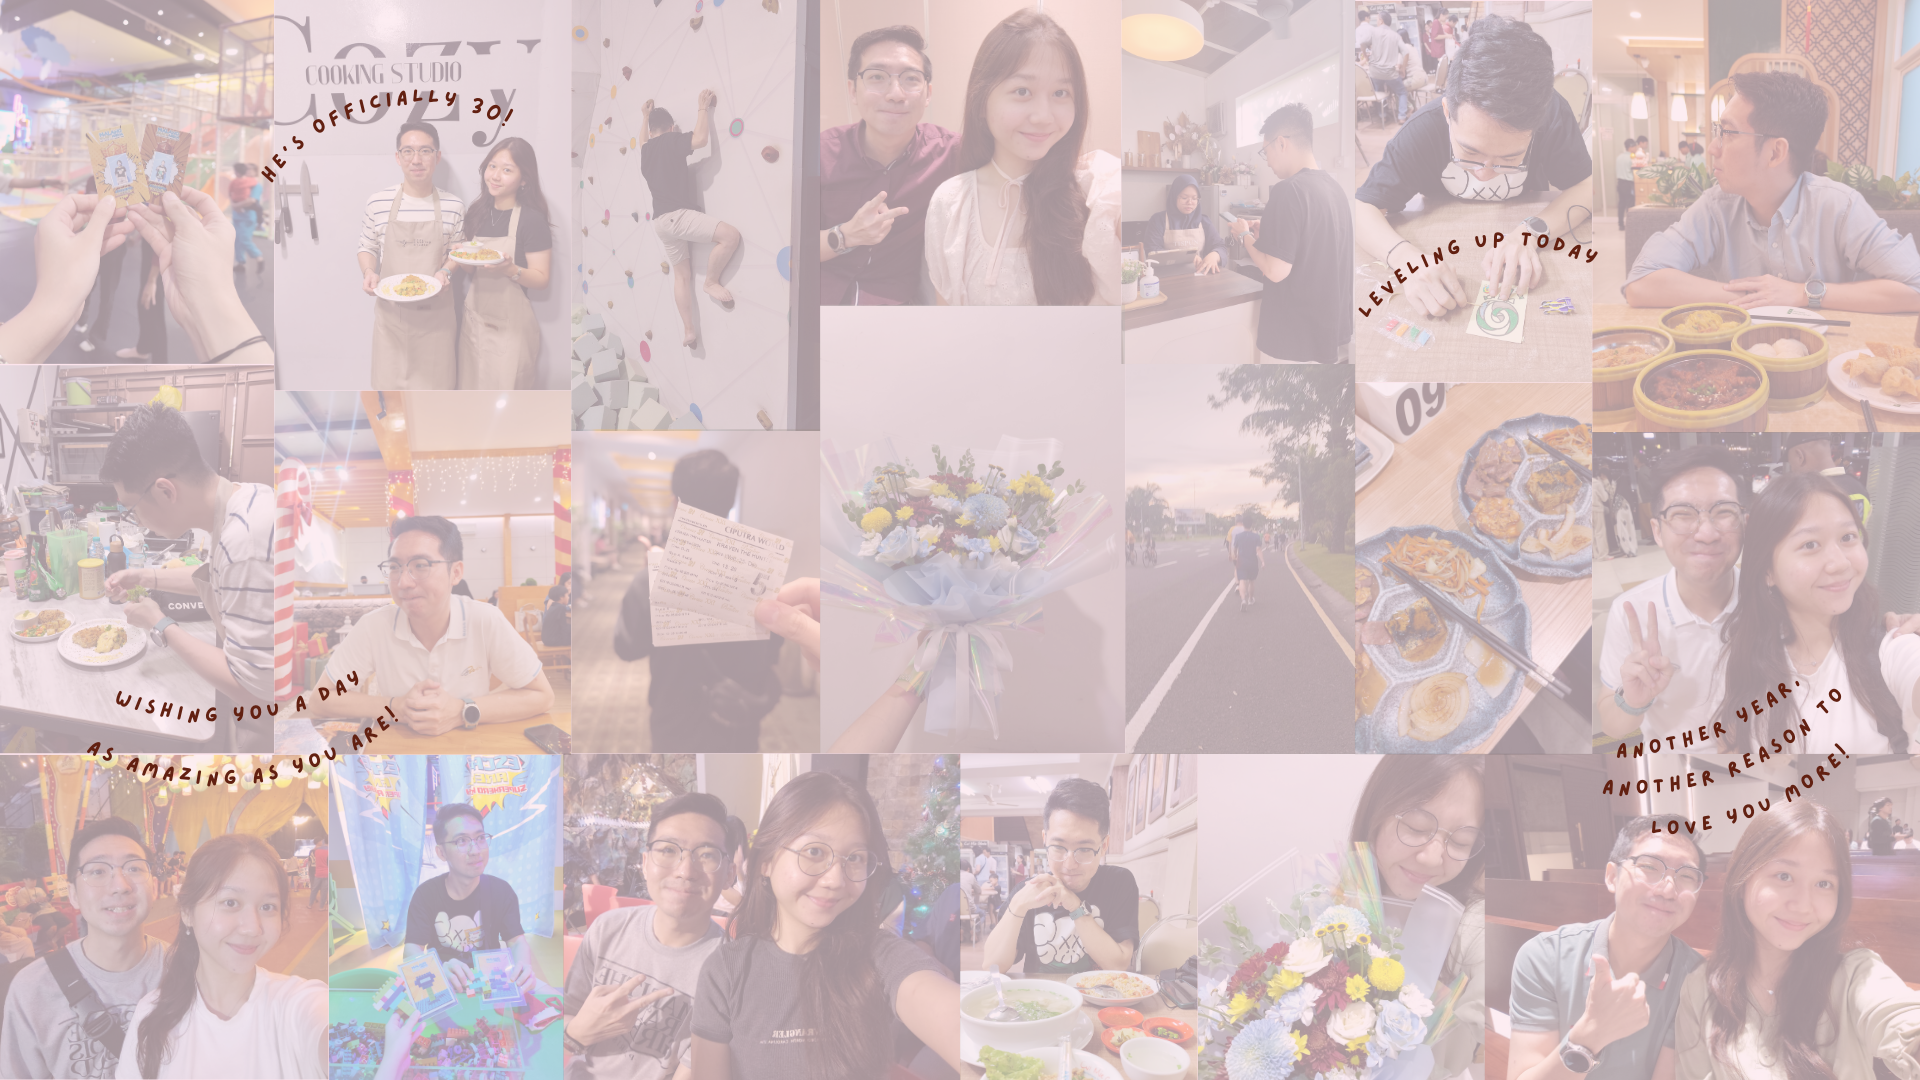 Cozy
COOKING STUDIO
HE'S OFFICIALLY 30!
LEVELING UP TODAY
09
CIPUTRA W
5
CONVE
WISHING YOU A DAY
AS AMAZING AS YOU ARE!
ANOTHER YEAR,
ANOTHER REASON TO
LOVE YOU MORE!